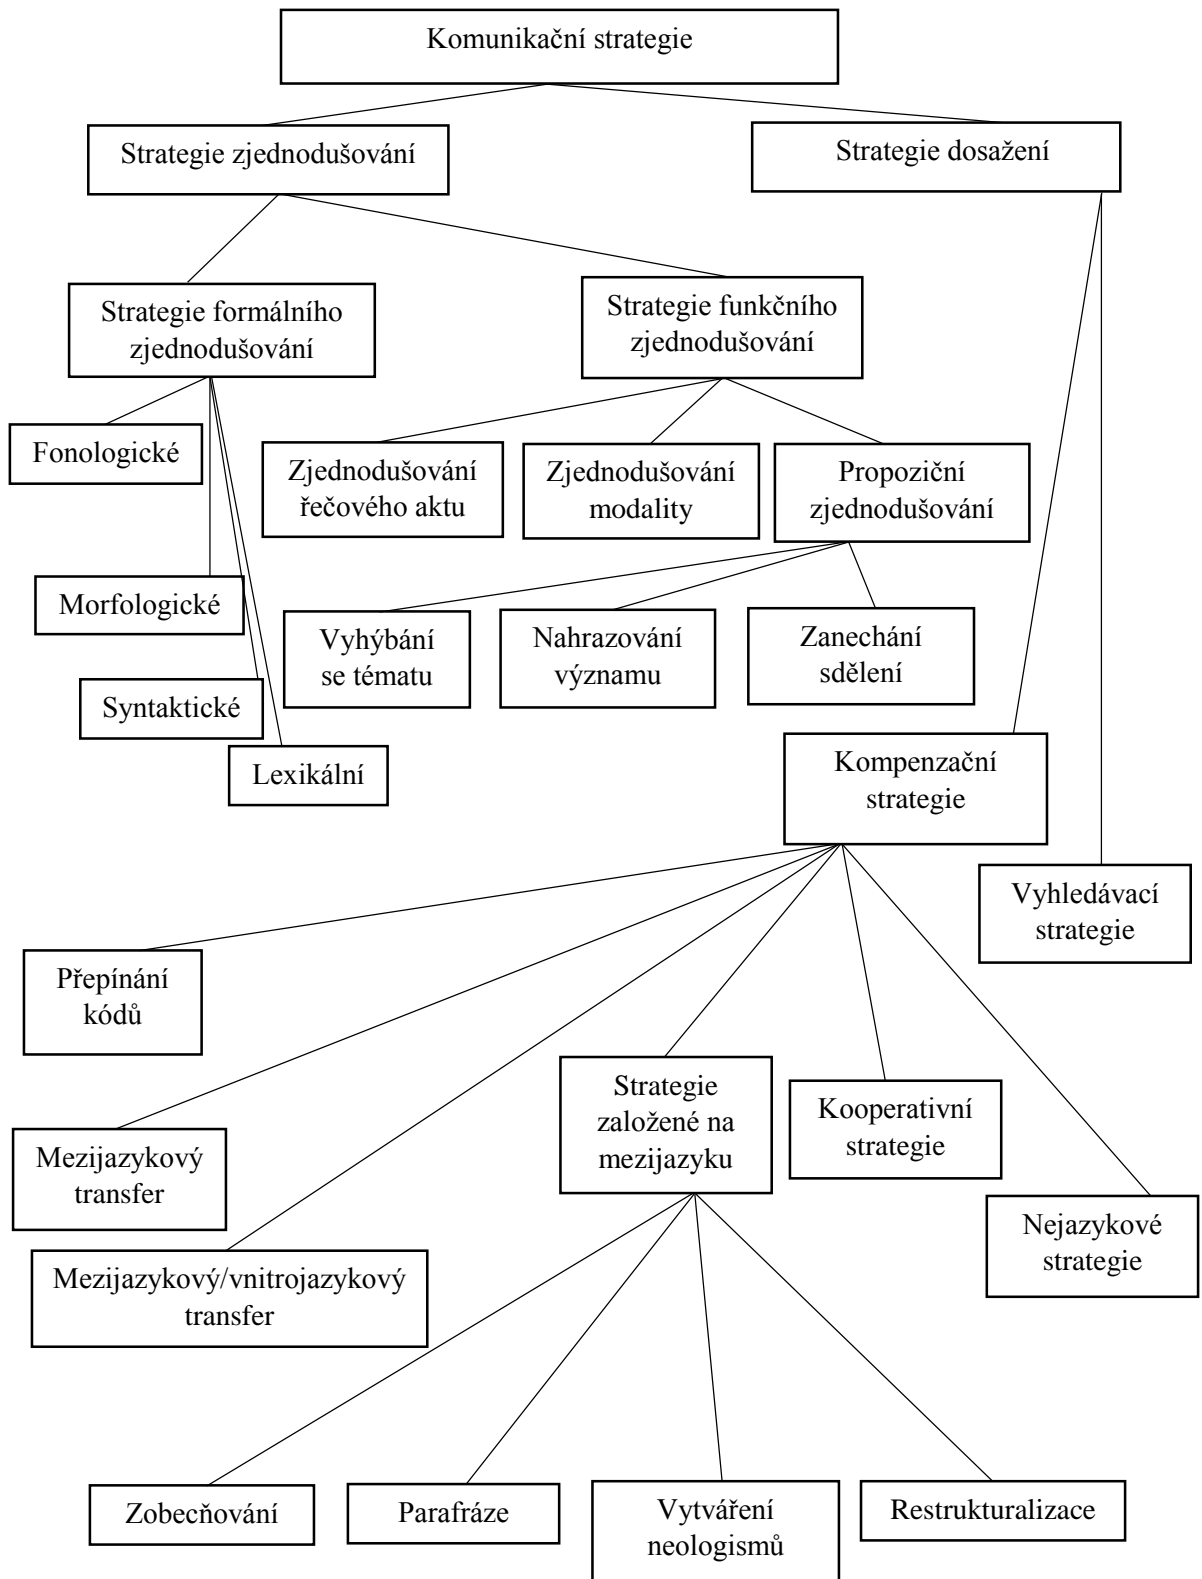 Komunikační strategie
Strategie zjednodušování
Strategie dosažení
Strategie formálního
zjednodušování
Strategie funkčního
zjednodušování
Fonologické
Zjednodušování
řečového aktu
Zjednodušování
modality
Propoziční
zjednodušování
Morfologické
Vyhýbání
se tématu
Nahrazování
významu
Zanechání
sdělení
Syntaktické
Lexikální
Kompenzační
strategie
Vyhledávací
strategie
Přepínání
kódů
Strategie
založené na
mezijazyku
Kooperativní
strategie
Mezijazykový
transfer
Nejazykové
strategie
Mezijazykový/vnitrojazykový
transfer
Zobecňování
Parafráze
Vytváření
neologismů
Restrukturalizace